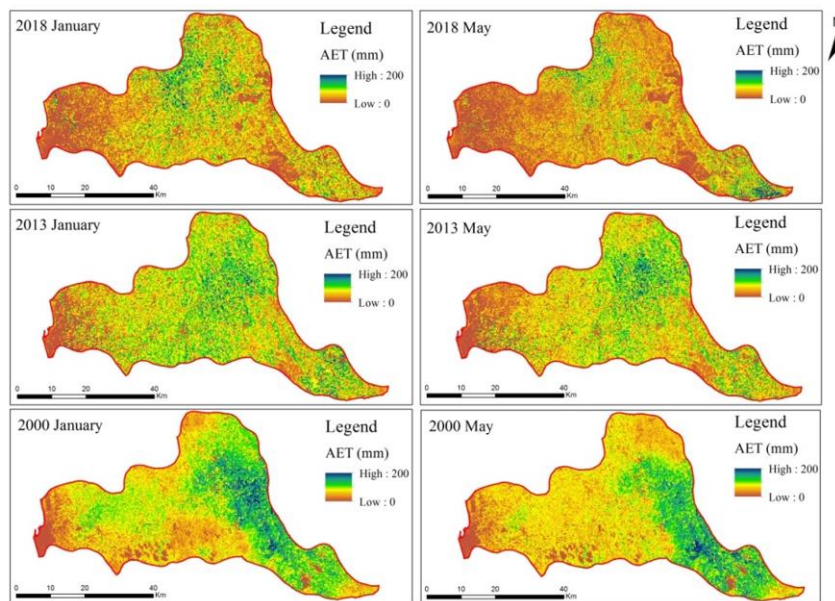 2018 January
Legend
AET (mm)
High : 200
Low : 0
0 10 20 40
Km
2018 May
Legend
AET (mm)
High : 200
Low : 0
0 10 20 40
Km
2013 January
Legend
AET (mm)
High : 200
Low : 0
0 10 20 40
Km
2013 May
Legend
AET (mm)
High : 200
Low : 0
0 10 20 40
Km
2000 January
Legend
AET (mm)
High : 200
Low : 0
0 10 20 40
Km
2000 May
Legend
AET (mm)
High : 200
Low : 0
0 10 20 40
Km